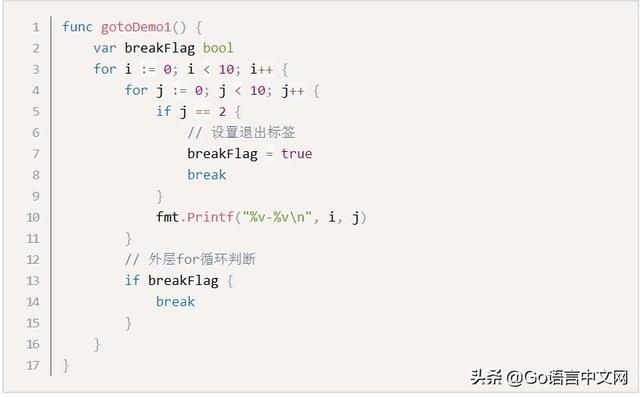 1 func gotoDemo1() {
2     var breakFlag bool
3     for i := 0; i < 10; i++ {
4         for j := 0; j < 10; j++ {
5             if j == 2 {
6                 // 设置退出标签
7                 breakFlag = true
8                 break
9             }
10             fmt.Printf("%v-%v\n", i, j)
11         }
12         // 外层for循环判断
13         if breakFlag {
14             break
15         }
16     }
17 }
头条 @Go语言中文网